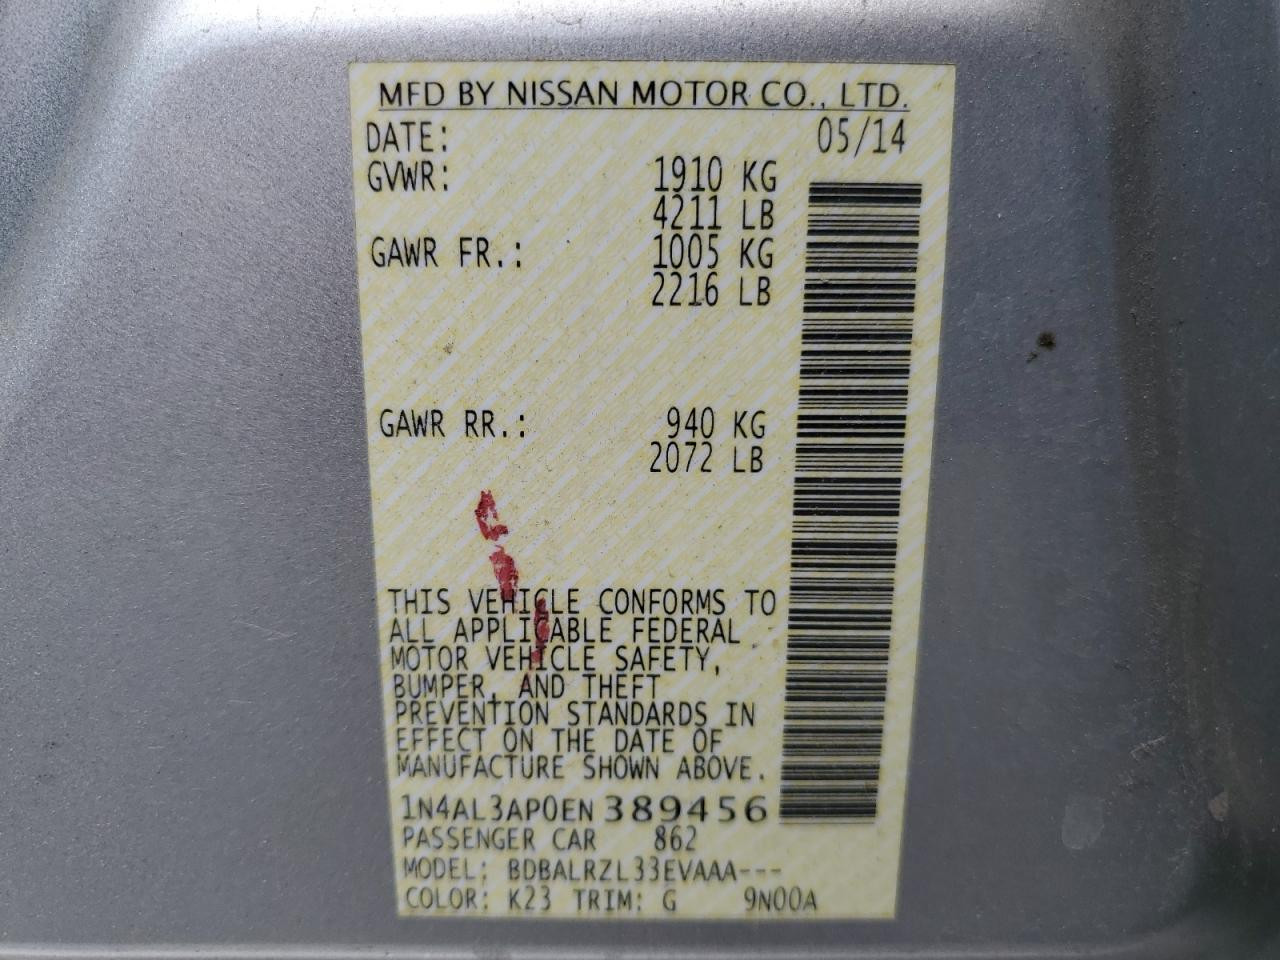 MFD BY NISSAN MOTOR CO., LTD.
DATE: 05/14
GVWR: 1910 KG
4211 LB
GAWR FR.: 1005 KG
2216 LB
GAWR RR.: 940 KG
2072 LB
THIS VEHICLE CONFORMS TO
ALL APPLICABLE FEDERAL
MOTOR VEHICLE SAFETY,
BUMPER, AND THEFT
PREVENTION STANDARDS IN
EFFECT ON THE DATE OF
MANUFACTURE SHOWN ABOVE.
1N4AL3AP0EN389456
PASSENGER CAR 862
MODEL: BDBALRZL33EVAAA---
COLOR: K23 TRIM: G 9N00A